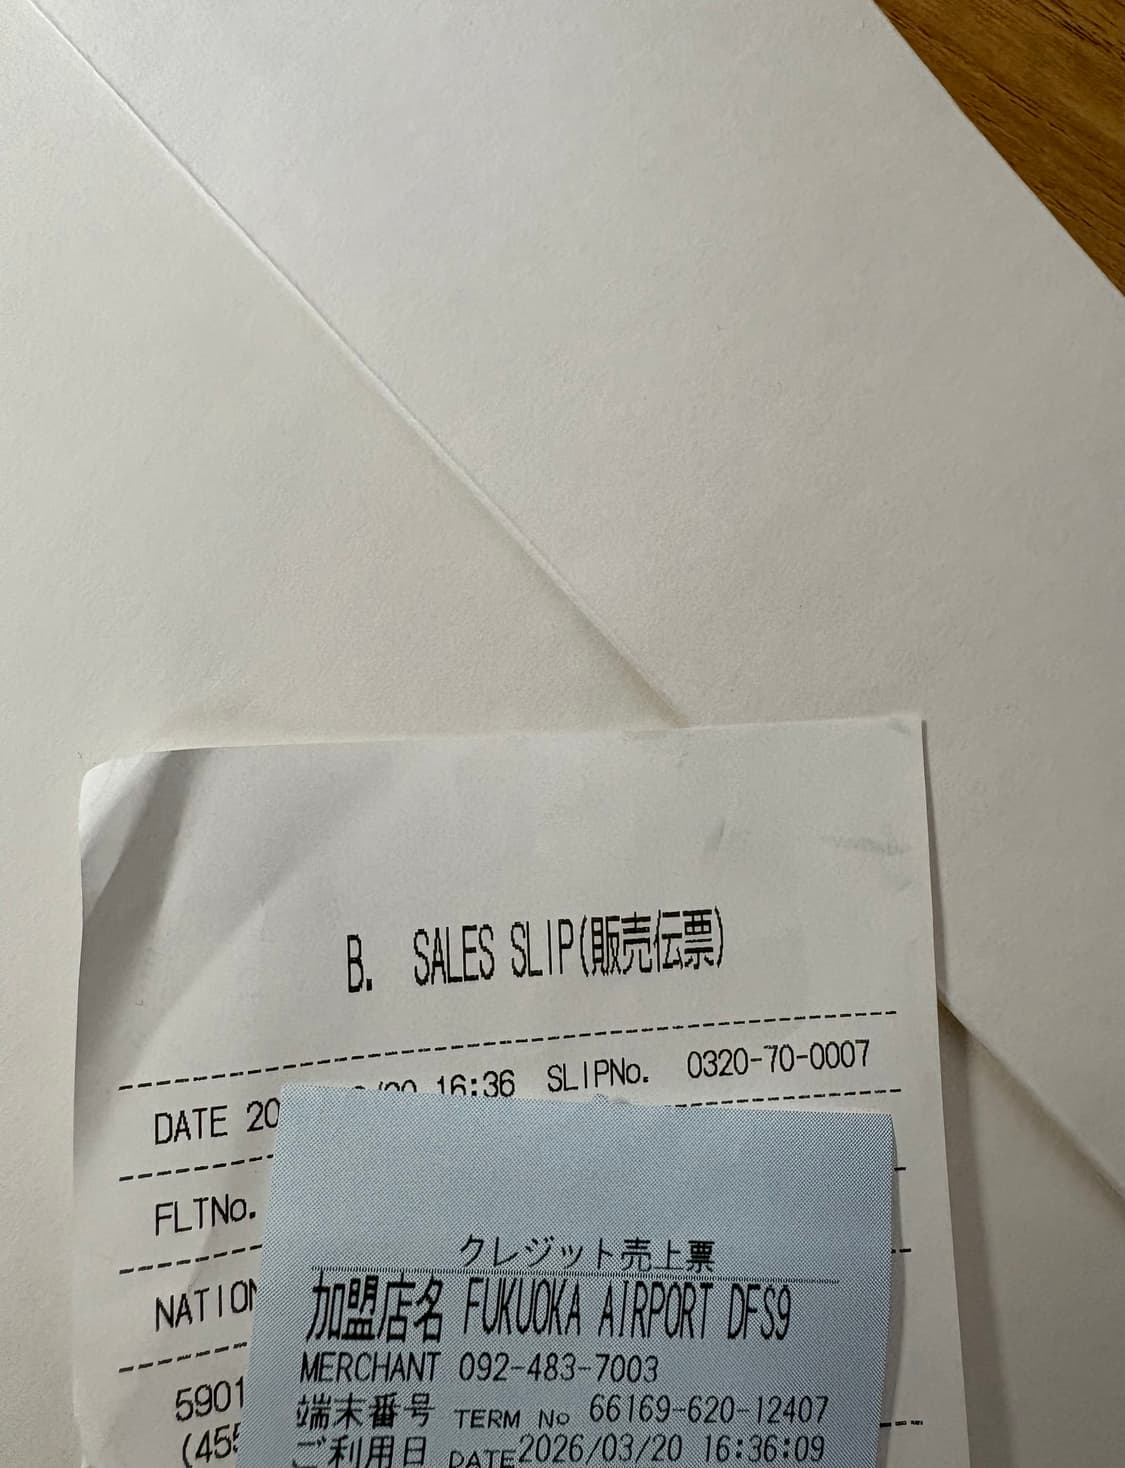 B. SALES SLIP(販売伝票)
DATE 20 /20 16:36 SLIPNo. 0320-70-0007
FLTNo.
NATION
5901
(455
クレジット売上票
加盟店名 FUKUOKA AIRPORT DFS9
MERCHANT 092-483-7003
端末番号 TERM No 66169-620-12407
ご利用日 DATE 2026/03/20 16:36:09